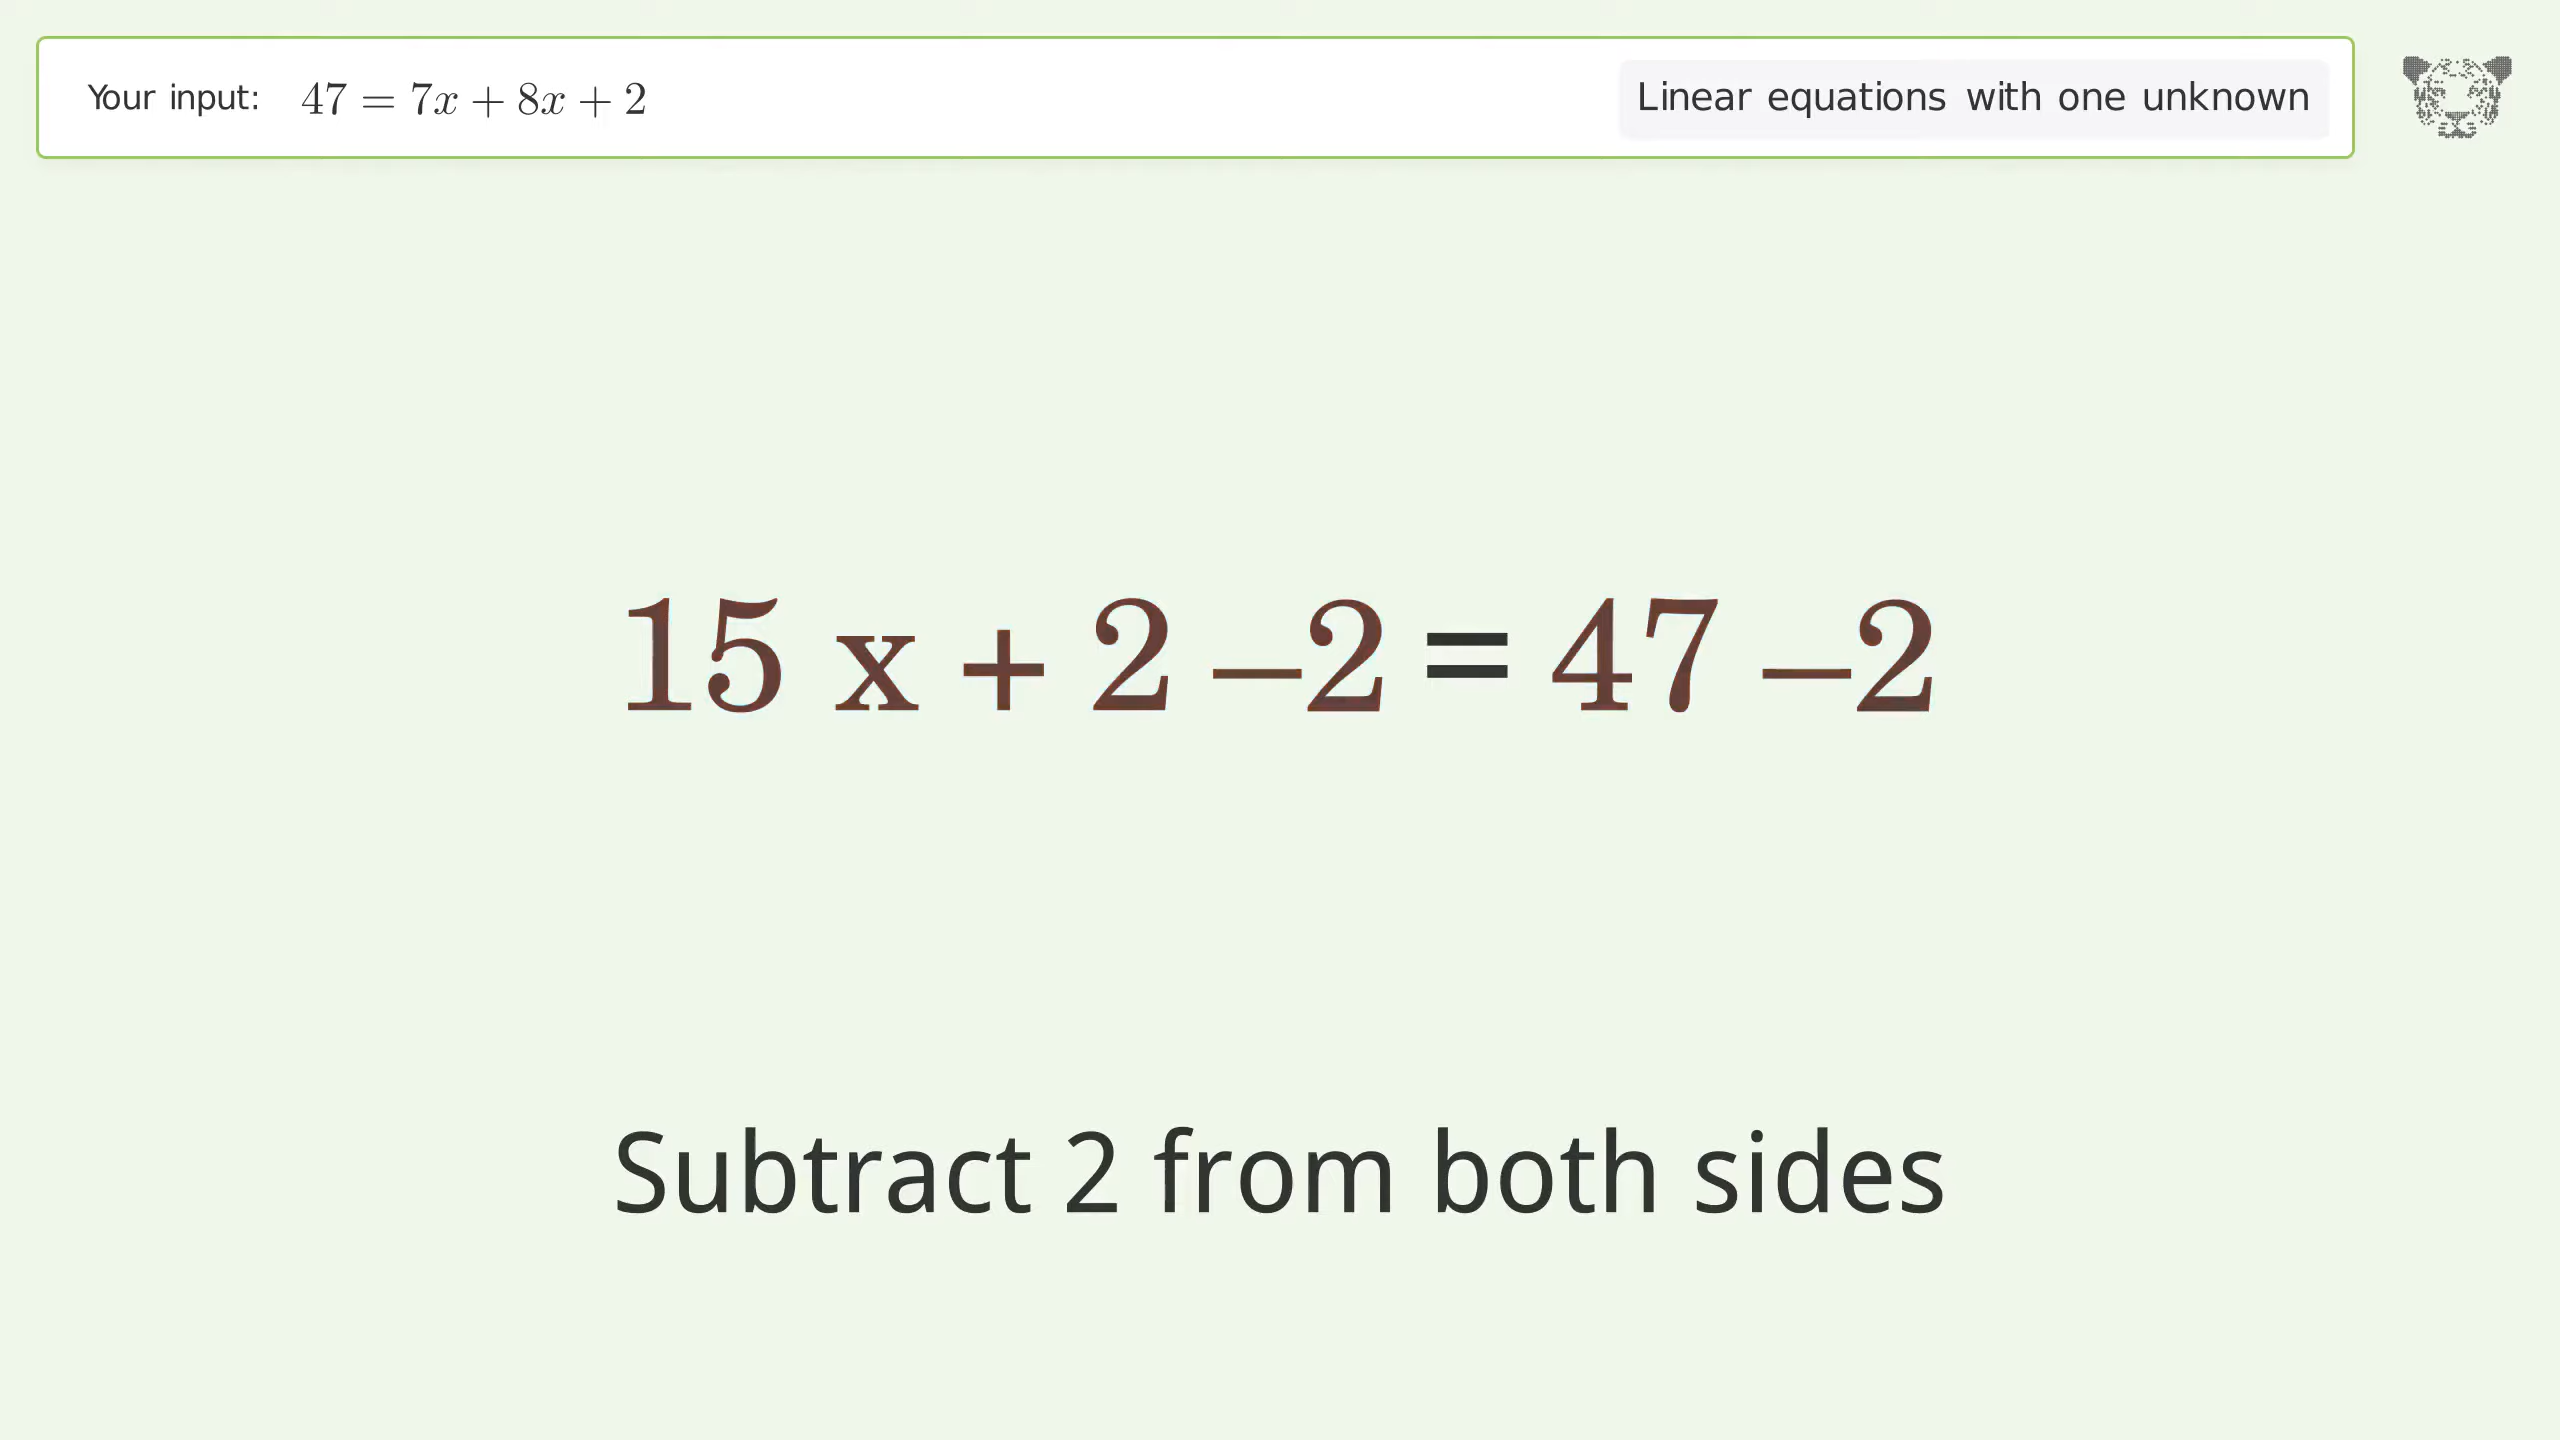 Your input: 47 = 7x + 8x + 2
Linear equations with one unknown
15 x + 2 –2 = 47 –2
Subtract 2 from both sides